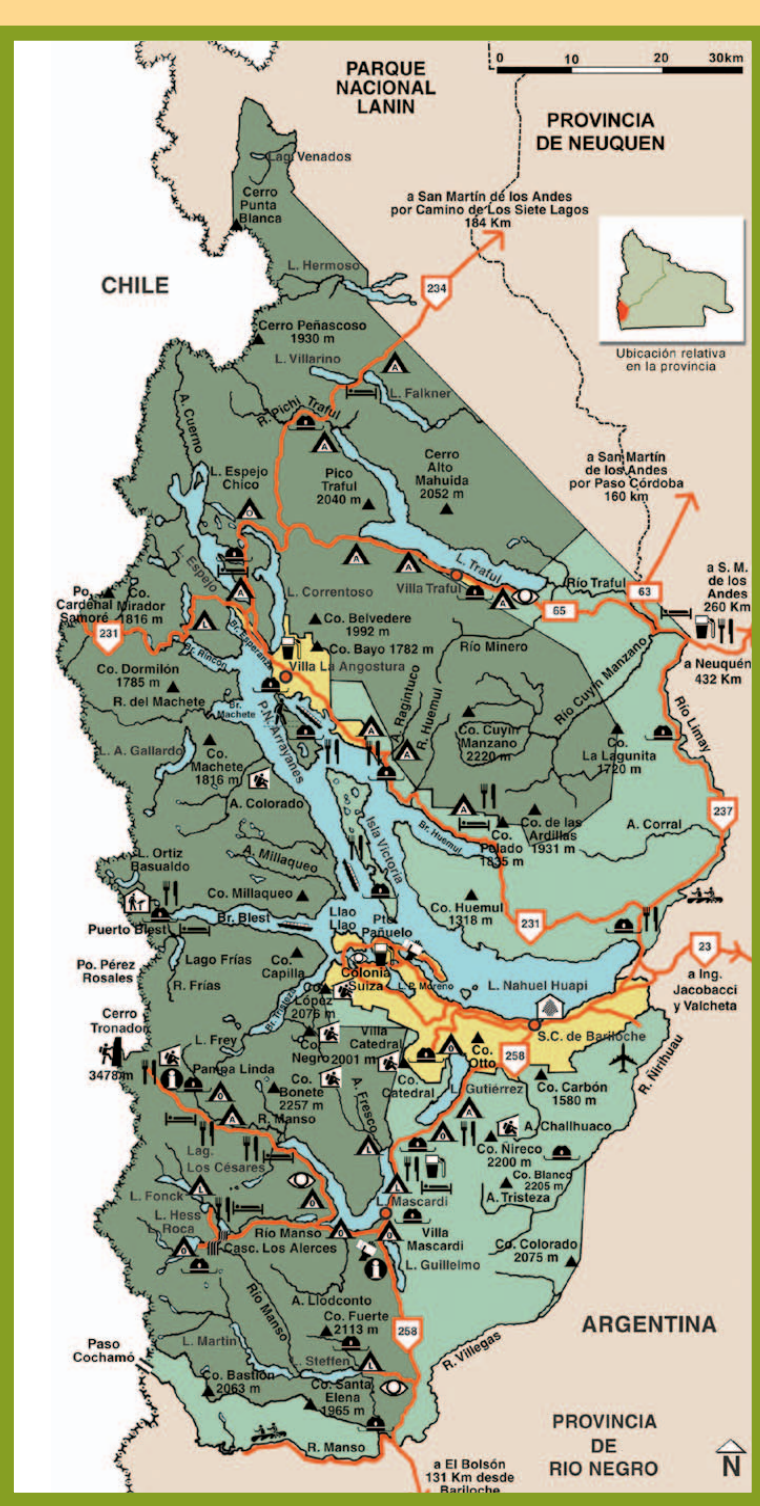 0 10 20 30km
PARQUE
NACIONAL
LANIN
PROVINCIA
DE NEUQUEN
Lag. Venados
Cerro
Punta
Blanca
a San Martín de los Andes
por Camino de Los Siete Lagos
184 Km
CHILE
L. Hermoso
234
Ubicación relativa
en la provincia
Cerro Peñascoso
1930 m
L. Villarino
L. Falkner
A
R. Pichi Traful
A
A. Cuerno
L. Espejo
Chico
Pico
Traful
2040 m
Cerro
Alto
Mahuida
2052 m
a San Martín
de los Andes
por Paso Córdoba
160 km
O
L. Espejo
A
A
L. Traful
Villa Traful
A
Río Traful
65
63
a S. M.
de los
Andes
260 Km
a Neuquén
432 Km
Po.
Cardenal
Samoré
Co.
Mirador
1816 m
231
A
L
L. Correntoso
Co. Belvedere
1992 m
Co. Bayo 1782 m
Villa La Angostura
Br. Esperanza
Br. Rincón
Co. Dormilón
1785 m
R. del Machete
Br.
Machete
P.N. Arrayanes
Río Minero
A. Ragintuco
R. Huemul
Río Cuyín Manzano
Río Limay
Co. Cuyín
Manzano
2220 m
Co.
La Lagunita
1720 m
A
A
L. A. Gallardo
Co.
Machete
1816 m
A. Colorado
Isla Victoria
A
Br. Huemul
Co.
Pelado
1835 m
Co. de las
Ardillas
1931 m
A. Corral
237
L. Ortiz
Basualdo
A. Millaqueo
Co. Millaqueo
Br. Blest
Puerto Blest
Llao
Llao
Pto.
Pañuelo
Co. Huemul
1318 m
231
23
a Ing.
Jacobacci
y Valcheta
Po. Pérez
Rosales
Lago Frías
R. Frías
Co.
Capilla
Colonia
Suiza
L. P. Moreno
L. Nahuel Huapi
S.C. de Bariloche
Co.
López
2076 m
Br. Tristeza
Cerro
Tronador
3478 m
L. Frey
Co.
Negro 2001 m
Villa
Catedral
Co.
Catedral
O
Co.
Otto
258
R. Ñirihuau
Pampa Linda
Co.
Bonete
2257 m
R. Manso
O
A
A. Fresco
L. Gutiérrez
Co. Carbón
1580 m
A
O
A. Challhuaco
Co. Ñireco
2200 m
Co. Blanco
2205 m
A. Tristeza
Lag.
Los Césares
L
L. Fonck
L
L. Hess
L. Roca
O
O
Casc. Los Alerces
Río Manso
O
L
L. Mascardi
O
Villa
Mascardi
L. Guillelmo
Co. Colorado
2075 m
Río Manso
A. Llodconto
Co. Fuerte
2113 m
258
ARGENTINA
Paso
Cochamó
L. Martin
L. Steffen
L
R. Villegas
Co. Bastión
2063 m
Co. Santa
Elena
1965 m
R. Manso
PROVINCIA
DE
RIO NEGRO
N
a El Bolsón
131 Km desde
Bariloche